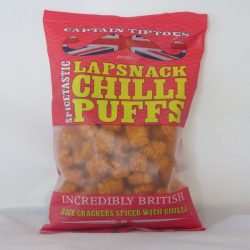 CAPTAIN TIPTOES
LAPSNACK
CHILLI
PUFFS
SPICETASTIC
INCREDIBLY BRITISH
RICE CRACKERS SPICED WITH CHILLI